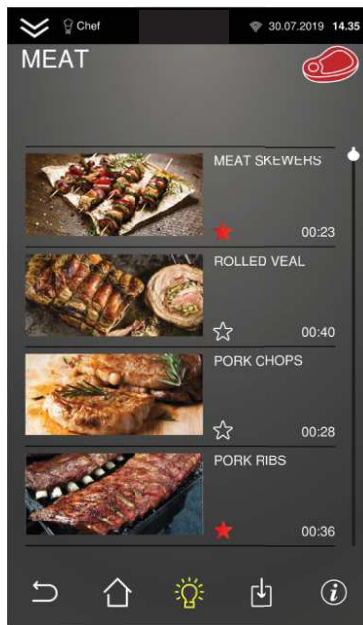 Chef 30.07.2019 14.35
MEAT
MEAT SKEWERS
00:23
ROLLED VEAL
00:40
PORK CHOPS
00:28
PORK RIBS
00:36
i